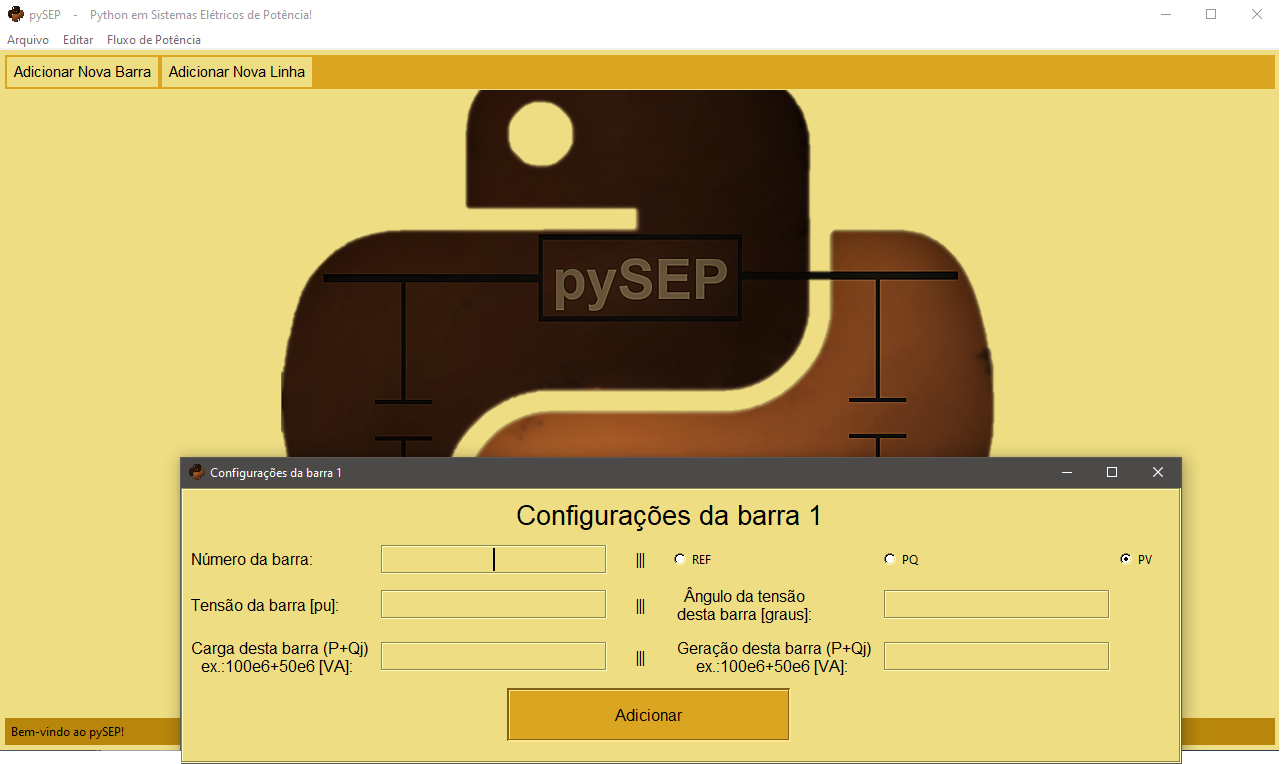 pySEP - Python em Sistemas Elétricos de Potência!
Arquivo Editar Fluxo de Potência
Adicionar Nova Barra Adicionar Nova Linha
pySEP
Configurações da barra 1
Configurações da barra 1
Número da barra: ||| REF PQ PV
Tensão da barra [pu]: ||| Ângulo da tensão
desta barra [graus]:
Carga desta barra (P+Qj)
ex.:100e6+50e6 [VA]: ||| Geração desta barra (P+Qj)
ex.:100e6+50e6 [VA]:
Adicionar
Bem-vindo ao pySEP!